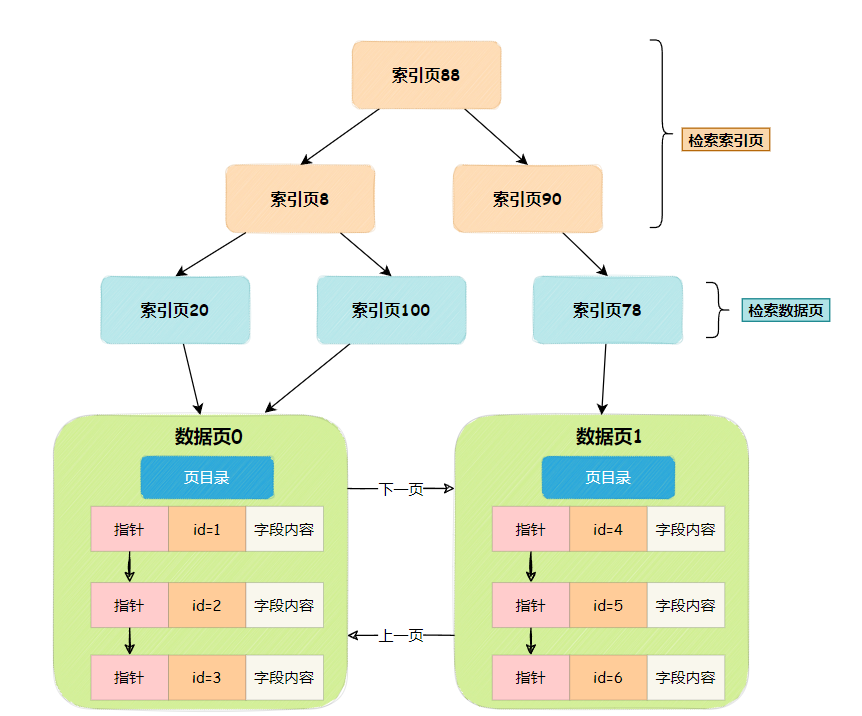 索引页88
检索索引页
索引页8
索引页90
索引页20
索引页100
索引页78
检索数据页
数据页0
页目录
指针 id=1 字段内容
指针 id=2 字段内容
指针 id=3 字段内容
下一页
上一页
数据页1
页目录
指针 id=4 字段内容
指针 id=5 字段内容
指针 id=6 字段内容